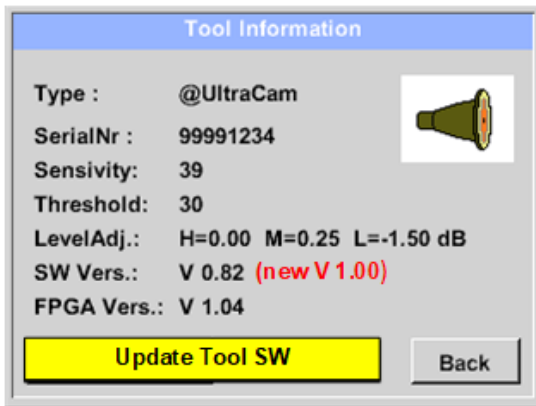 Tool Information
Type : @UltraCam
SerialNr : 99991234
Sensivity: 39
Threshold: 30
LevelAdj.: H=0.00 M=0.25 L=-1.50 dB
SW Vers.: V 0.82 (new V 1.00)
FPGA Vers.: V 1.04
Update Tool SW
Back